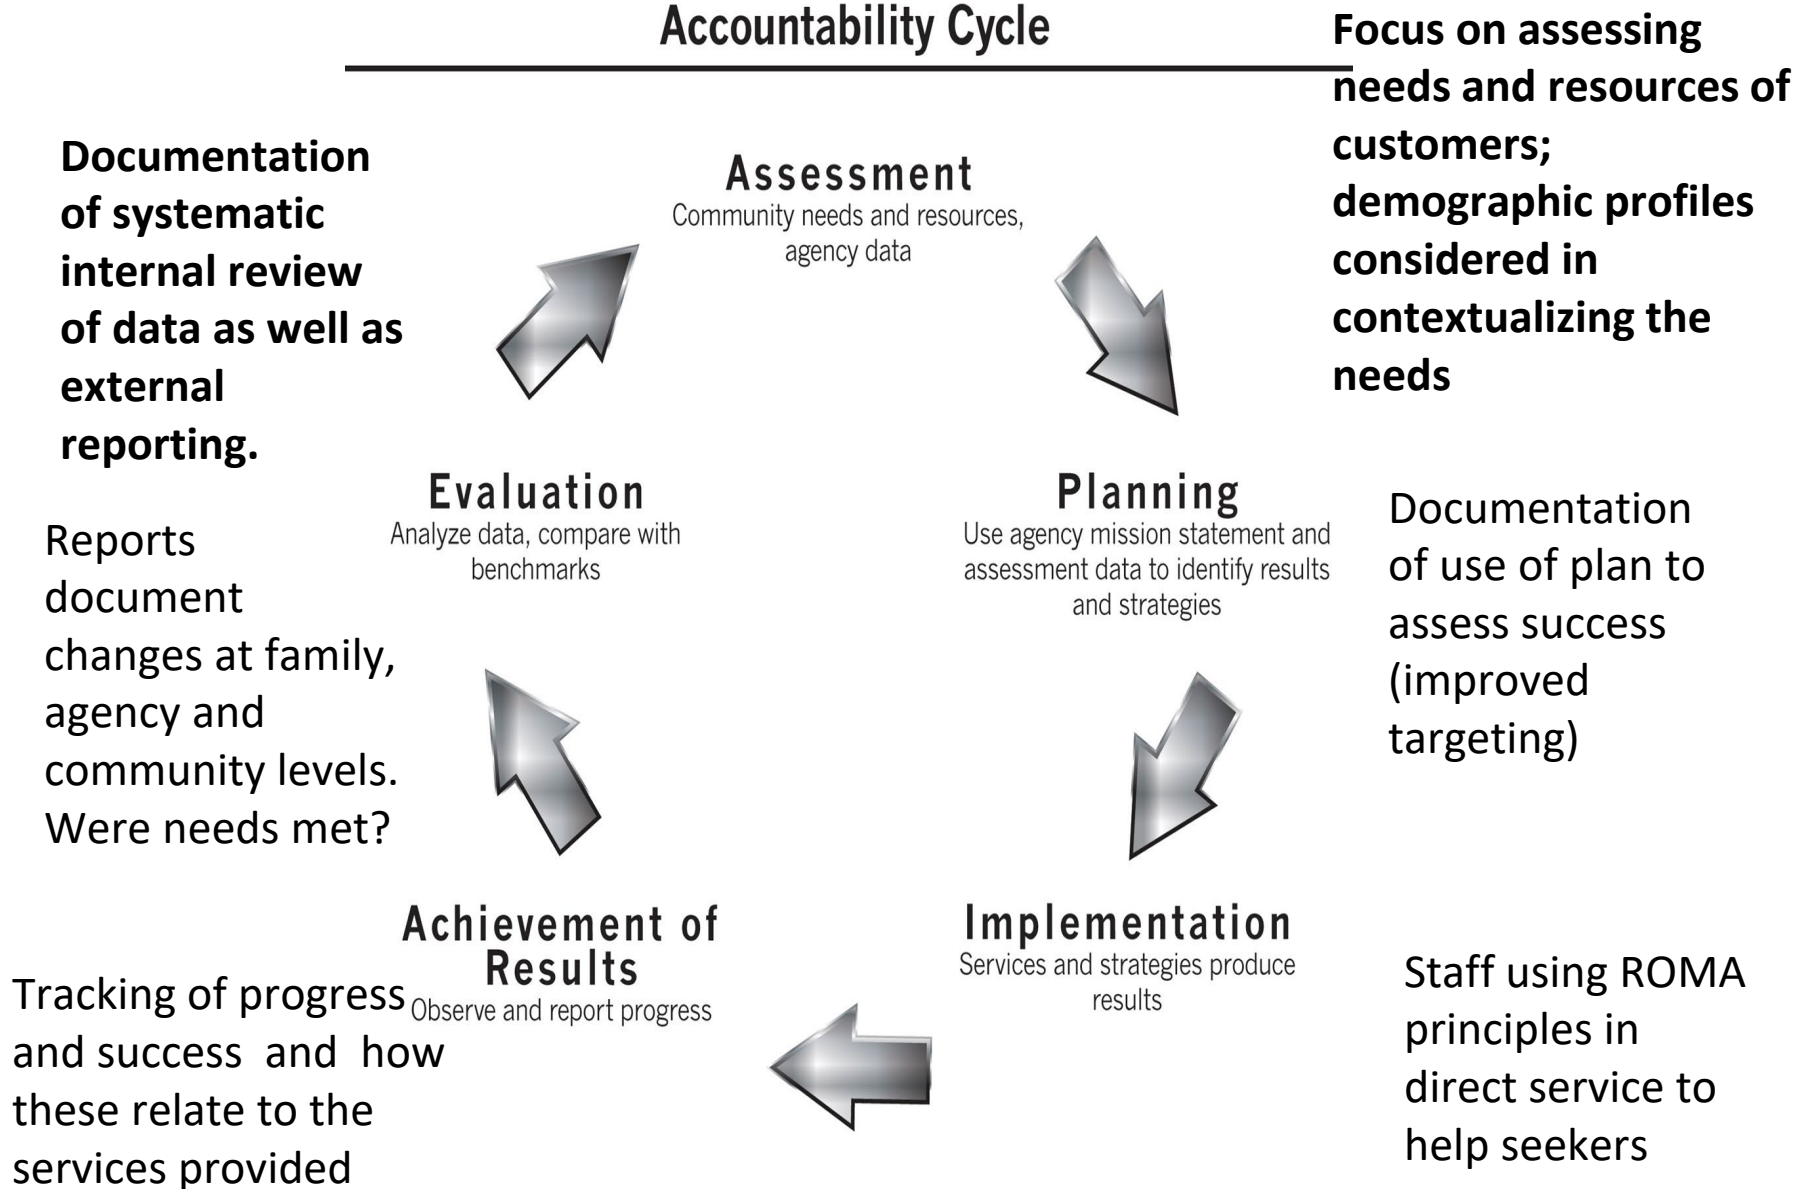 Accountability Cycle
Focus on assessing
needs and resources of
customers;
demographic profiles
considered in
contextualizing the
needs
Documentation
of systematic
internal review
of data as well as
external
reporting.
Assessment
Community needs and resources,
agency data
Evaluation
Analyze data, compare with
benchmarks
Planning
Use agency mission statement and
assessment data to identify results
and strategies
Documentation
of use of plan to
assess success
(improved
targeting)
Reports
document
changes at family,
agency and
community levels.
Were needs met?
Achievement of
Results
Observe and report progress
Implementation
Services and strategies produce
results
Staff using ROMA
principles in
direct service to
help seekers
Tracking of progress
and success and how
these relate to the
services provided